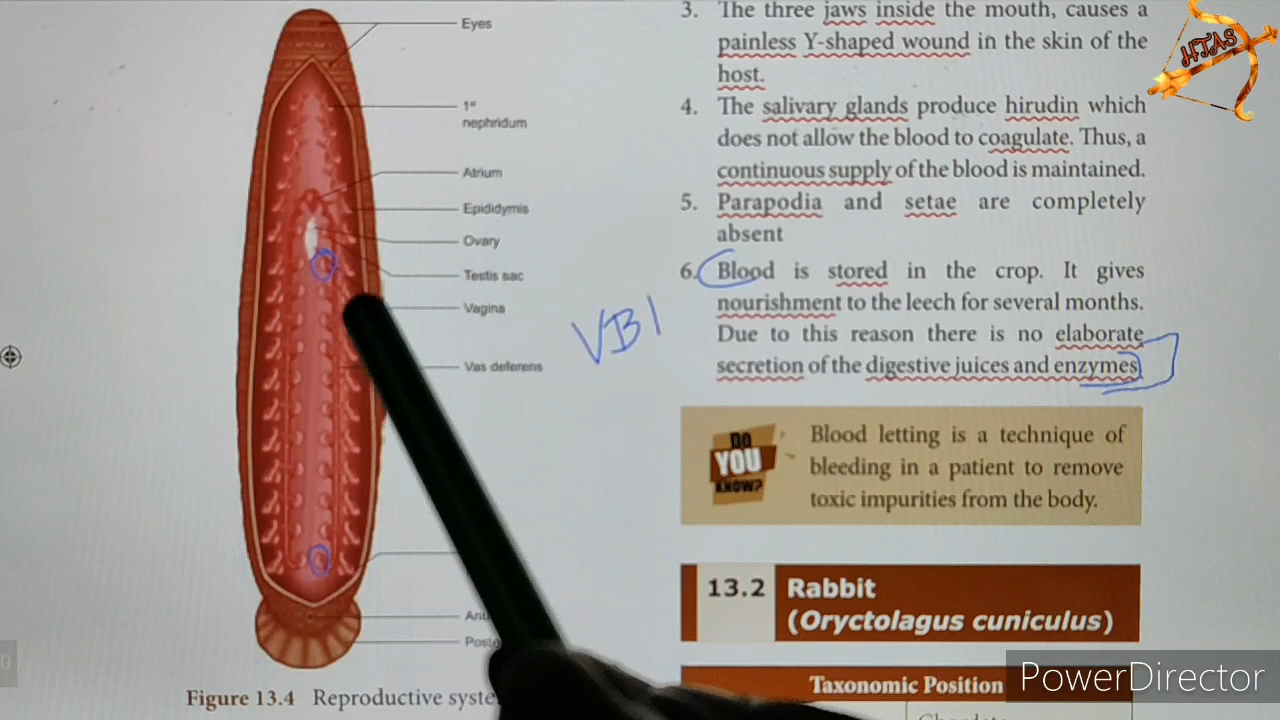 Eyes
1st
nephridum
Atrium
Epididymis
Ovary
Testis sac
Vagina
Vas deferens
Figure 13.4 Reproductive
3. The three jaws inside the mouth, causes a
painless Y-shaped wound in the skin of the
host.
4. The salivary glands produce hirudin which
does not allow the blood to coagulate. Thus, a
continuous supply of the blood is maintained.
5. Parapodia and setae are completely
absent
6. Blood is stored in the crop. It gives
nourishment to the leech for several months.
Due to this reason there is no elaborate
secretion of the digestive juices and enzymes
VB1
DO
YOU
KNOW?
Blood letting is a technique of
bleeding in a patient to remove
toxic impurities from the body.
13.2 Rabbit
(Oryctolagus cuniculus)
Taxonomic Position
HTAS
PowerDirector